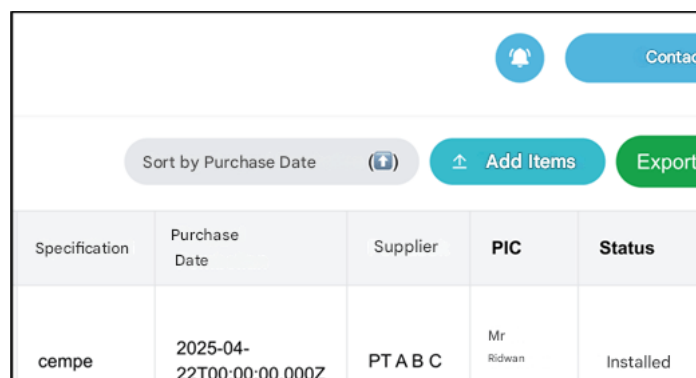 Contac
Sort by Purchase Date (⬆️) Add Items Export
Specification Purchase Date Supplier PIC Status
cempe 2025-04-22T00:00:00.000Z PT A B C Mr Ridwan Installed